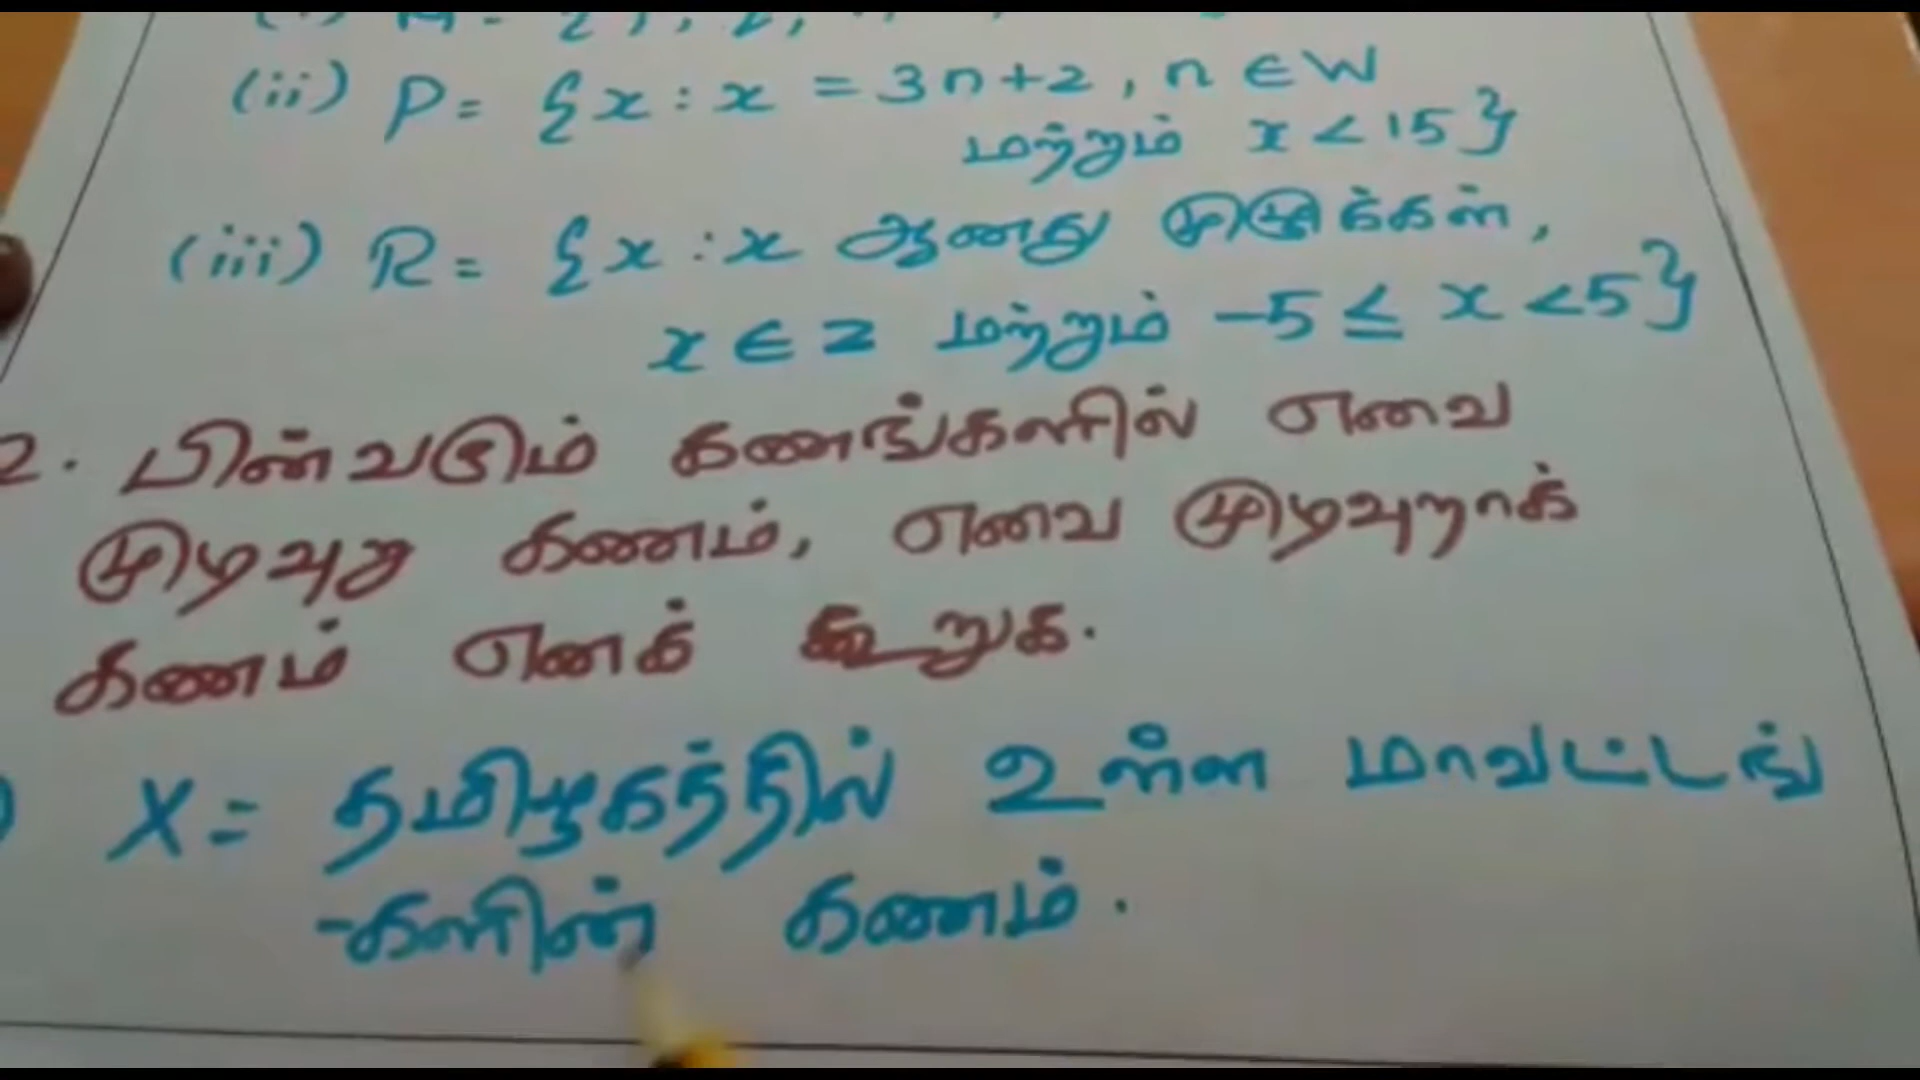 (ii) P = {x : x = 3n+2, n ∈ W
மற்றும் x < 15}
(iii) R = {x : x ஆனது முழுக்கள்,
x ∈ Z மற்றும் -5 ≤ x < 5}
2. பின்வரும் கணங்களில் எவை
முடிவுறு கணம், எவை முடிவுறாக்
கணம் எனக் கூறுக.
) X = தமிழகத்தில் உள்ள மாவட்டங்
-களின் கணம்.